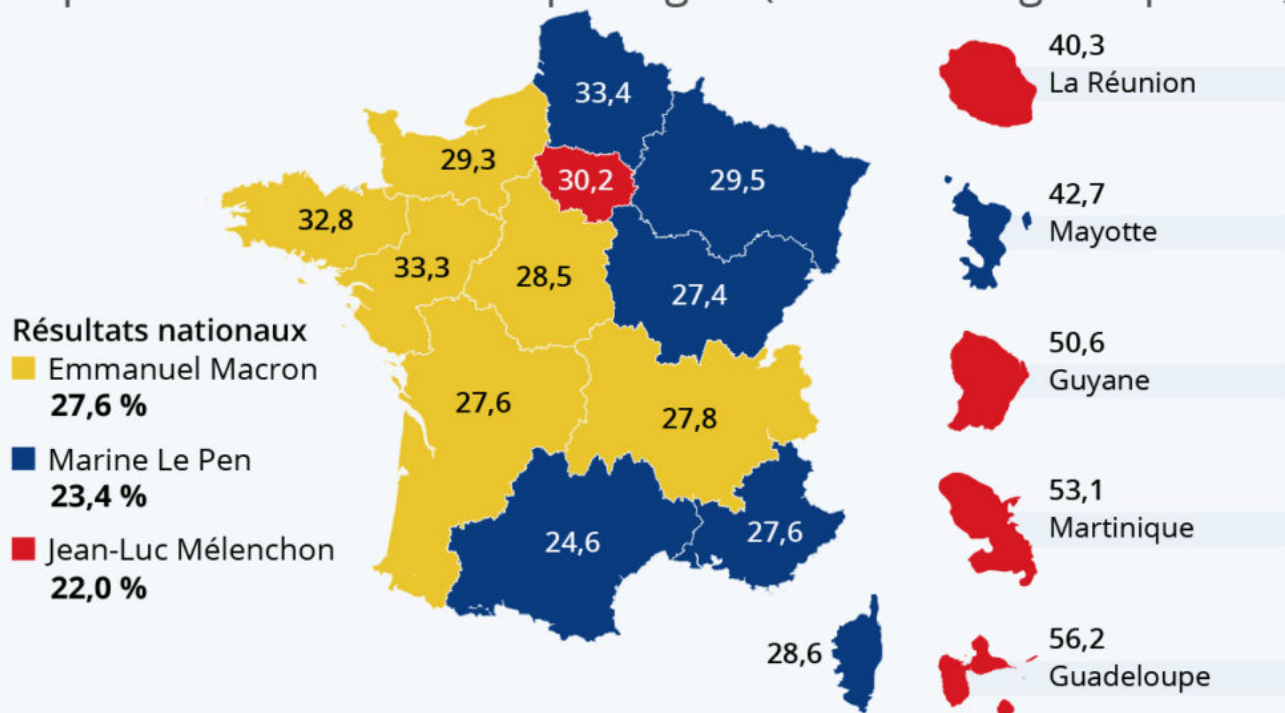 33,4
29,3
30,2
29,5
32,8
33,3
28,5
27,4
27,6
27,8
24,6
27,6
28,6
Résultats nationaux
Emmanuel Macron
27,6 %
Marine Le Pen
23,4 %
Jean-Luc Mélenchon
22,0 %
40,3
La Réunion
42,7
Mayotte
50,6
Guyane
53,1
Martinique
56,2
Guadeloupe